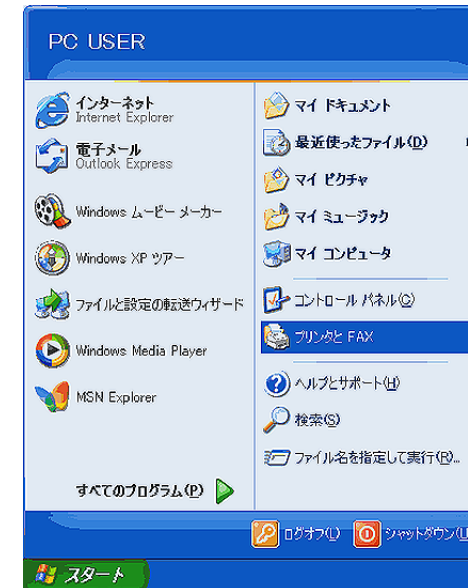 PC USER
インターネット
Internet Explorer
電子メール
Outlook Express
Windows ムービー メーカー
Windows XP ツアー
ファイルと設定の転送ウィザード
Windows Media Player
MSN Explorer
すべてのプログラム(P)
マイ ドキュメント
最近使ったファイル(D)
マイ ピクチャ
マイ ミュージック
マイ コンピュータ
コントロール パネル(C)
プリンタと FAX
ヘルプとサポート(H)
検索(S)
ファイル名を指定して実行(R)...
ログオフ(L)
シャットダウン(U
スタート